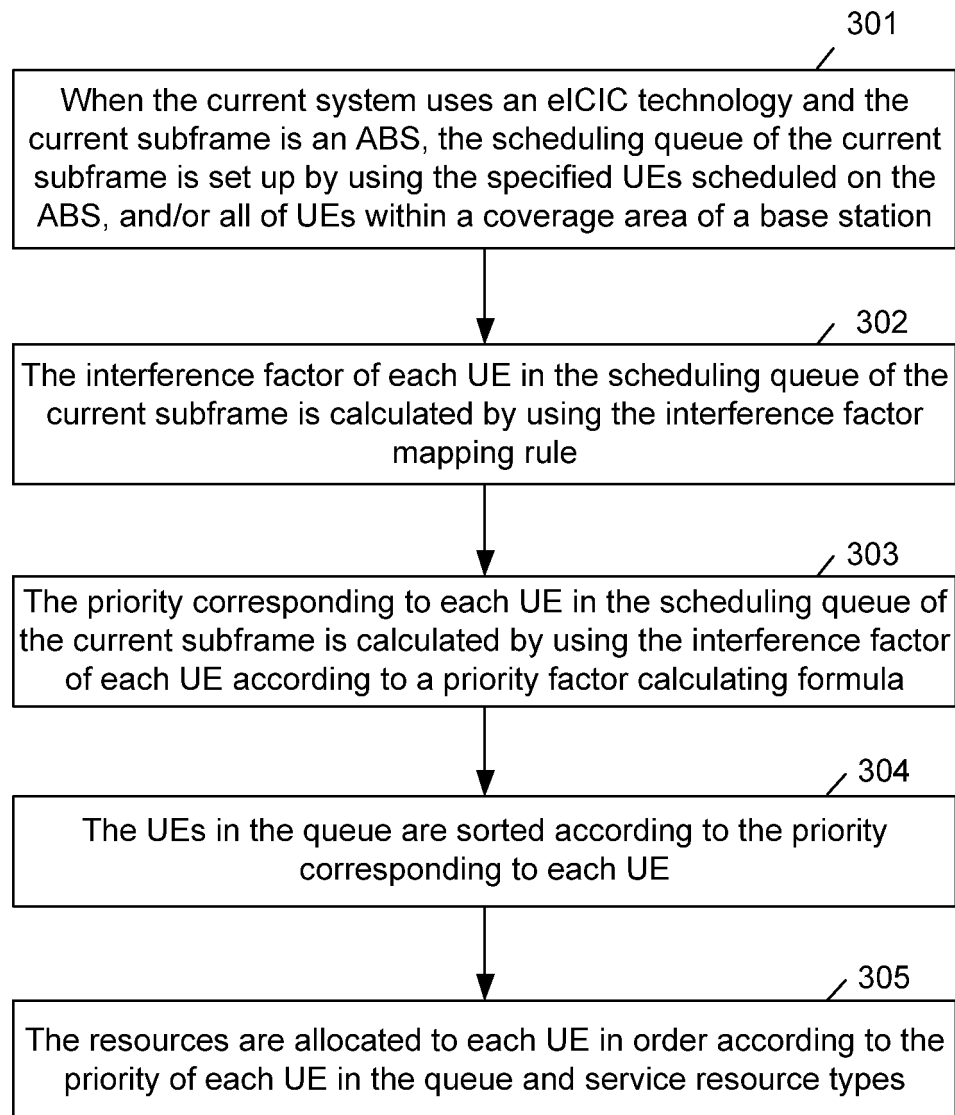 301
When the current system uses an eICIC technology and the
current subframe is an ABS, the scheduling queue of the current
subframe is set up by using the specified UEs scheduled on the
ABS, and/or all of UEs within a coverage area of a base station
302
The interference factor of each UE in the scheduling queue of the
current subframe is calculated by using the interference factor
mapping rule
303
The priority corresponding to each UE in the scheduling queue of
the current subframe is calculated by using the interference factor
of each UE according to a priority factor calculating formula
304
The UEs in the queue are sorted according to the priority
corresponding to each UE
305
The resources are allocated to each UE in order according to the
priority of each UE in the queue and service resource types